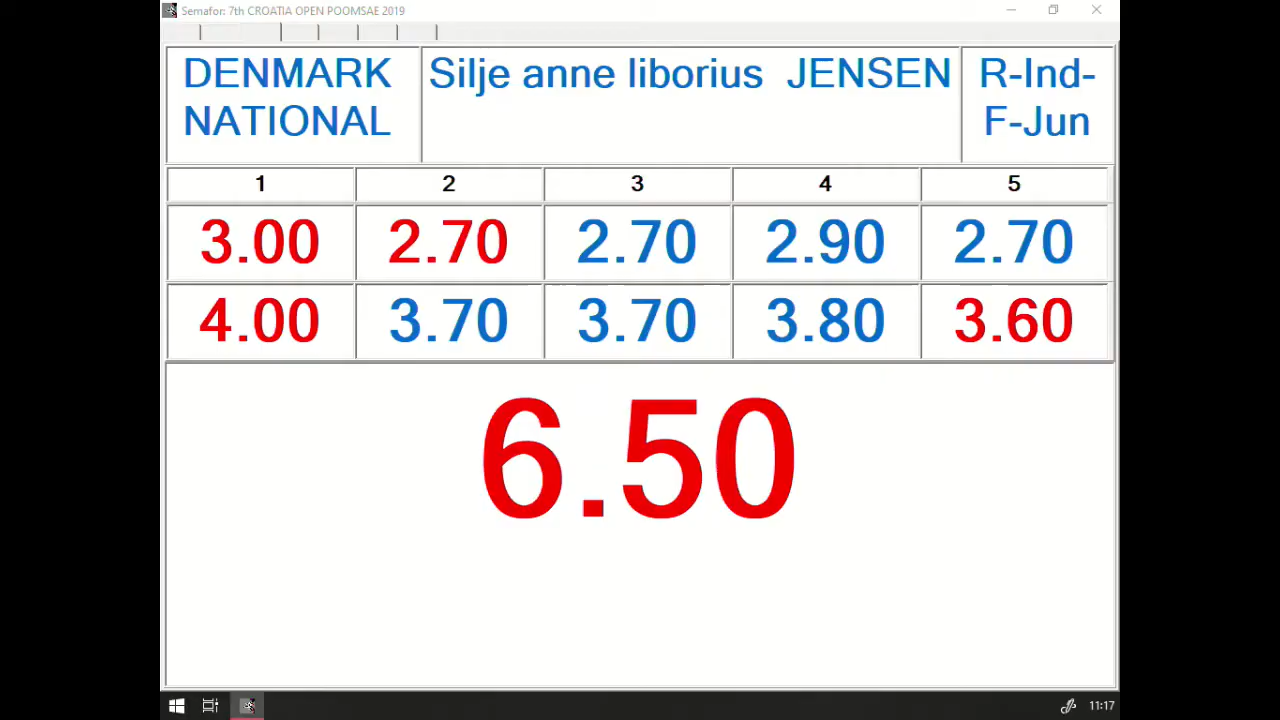 Semafor: 7th CROATIA OPEN POOMSAE 2019
DENMARK NATIONAL
Silje anne liborius JENSEN
R-Ind-F-Jun
1 2 3 4 5
3.00 2.70 2.70 2.90 2.70
4.00 3.70 3.70 3.80 3.60
6.50
11:17